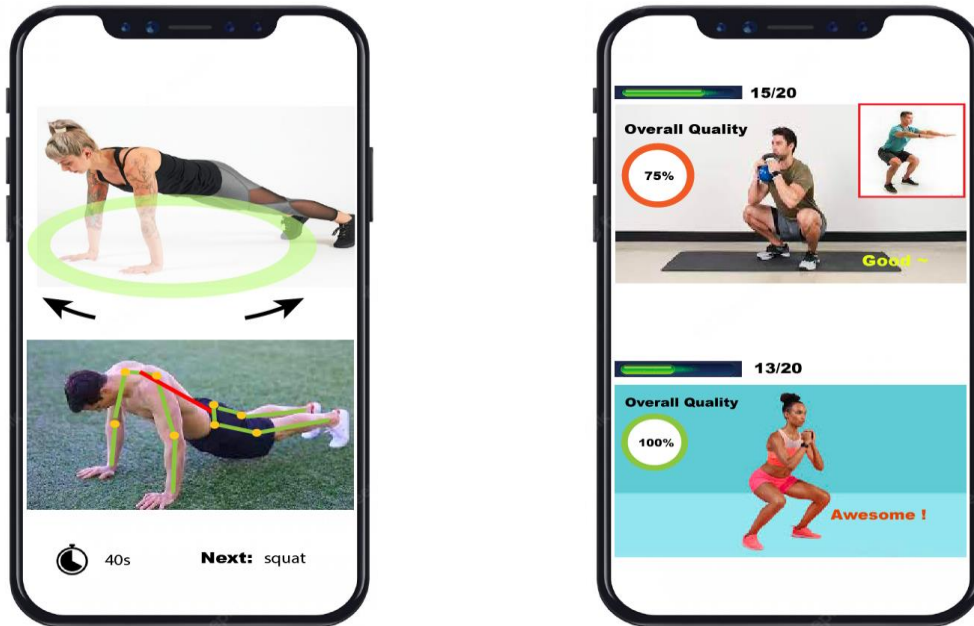 40s
Next: squat
15/20
Overall Quality
75%
Good ~
13/20
Overall Quality
100%
Awesome !